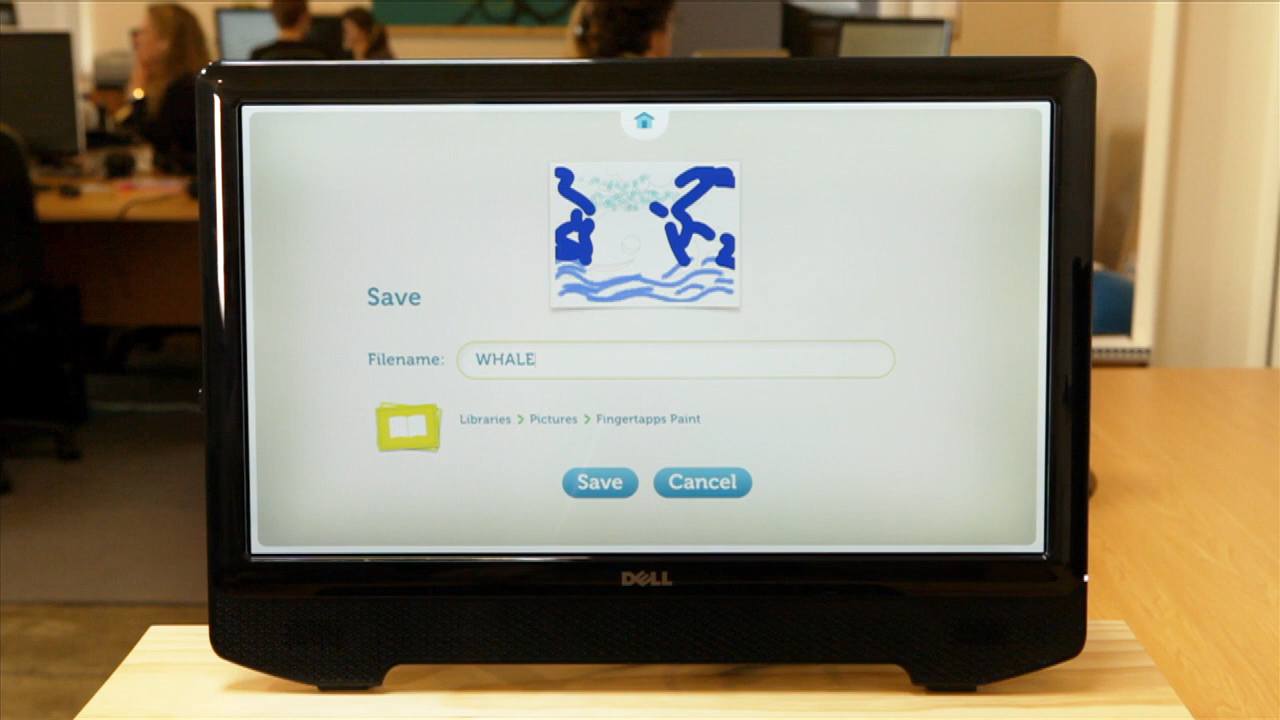 Save
Filename: WHALE
Libraries > Pictures > Fingertapps Paint
Save Cancel
DELL